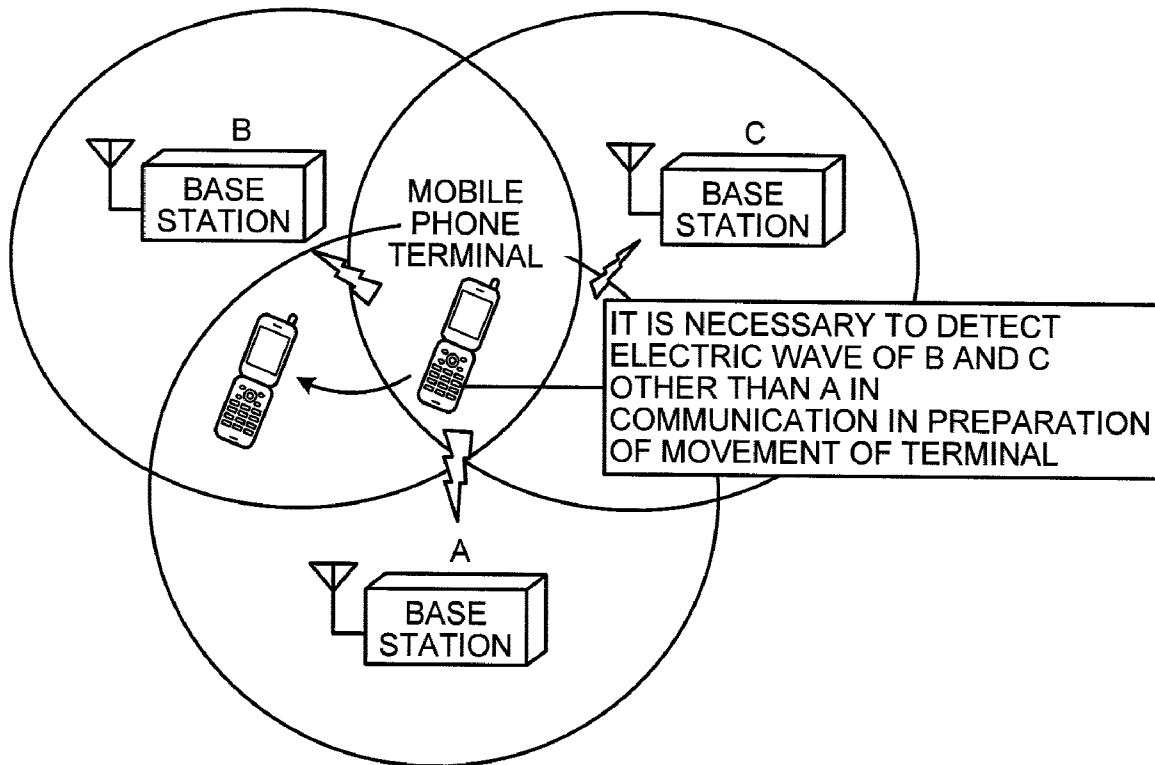 B
BASE
STATION
C
BASE
STATION
MOBILE
PHONE
TERMINAL
IT IS NECESSARY TO DETECT
ELECTRIC WAVE OF B AND C
OTHER THAN A IN
COMMUNICATION IN PREPARATION
OF MOVEMENT OF TERMINAL
A
BASE
STATION